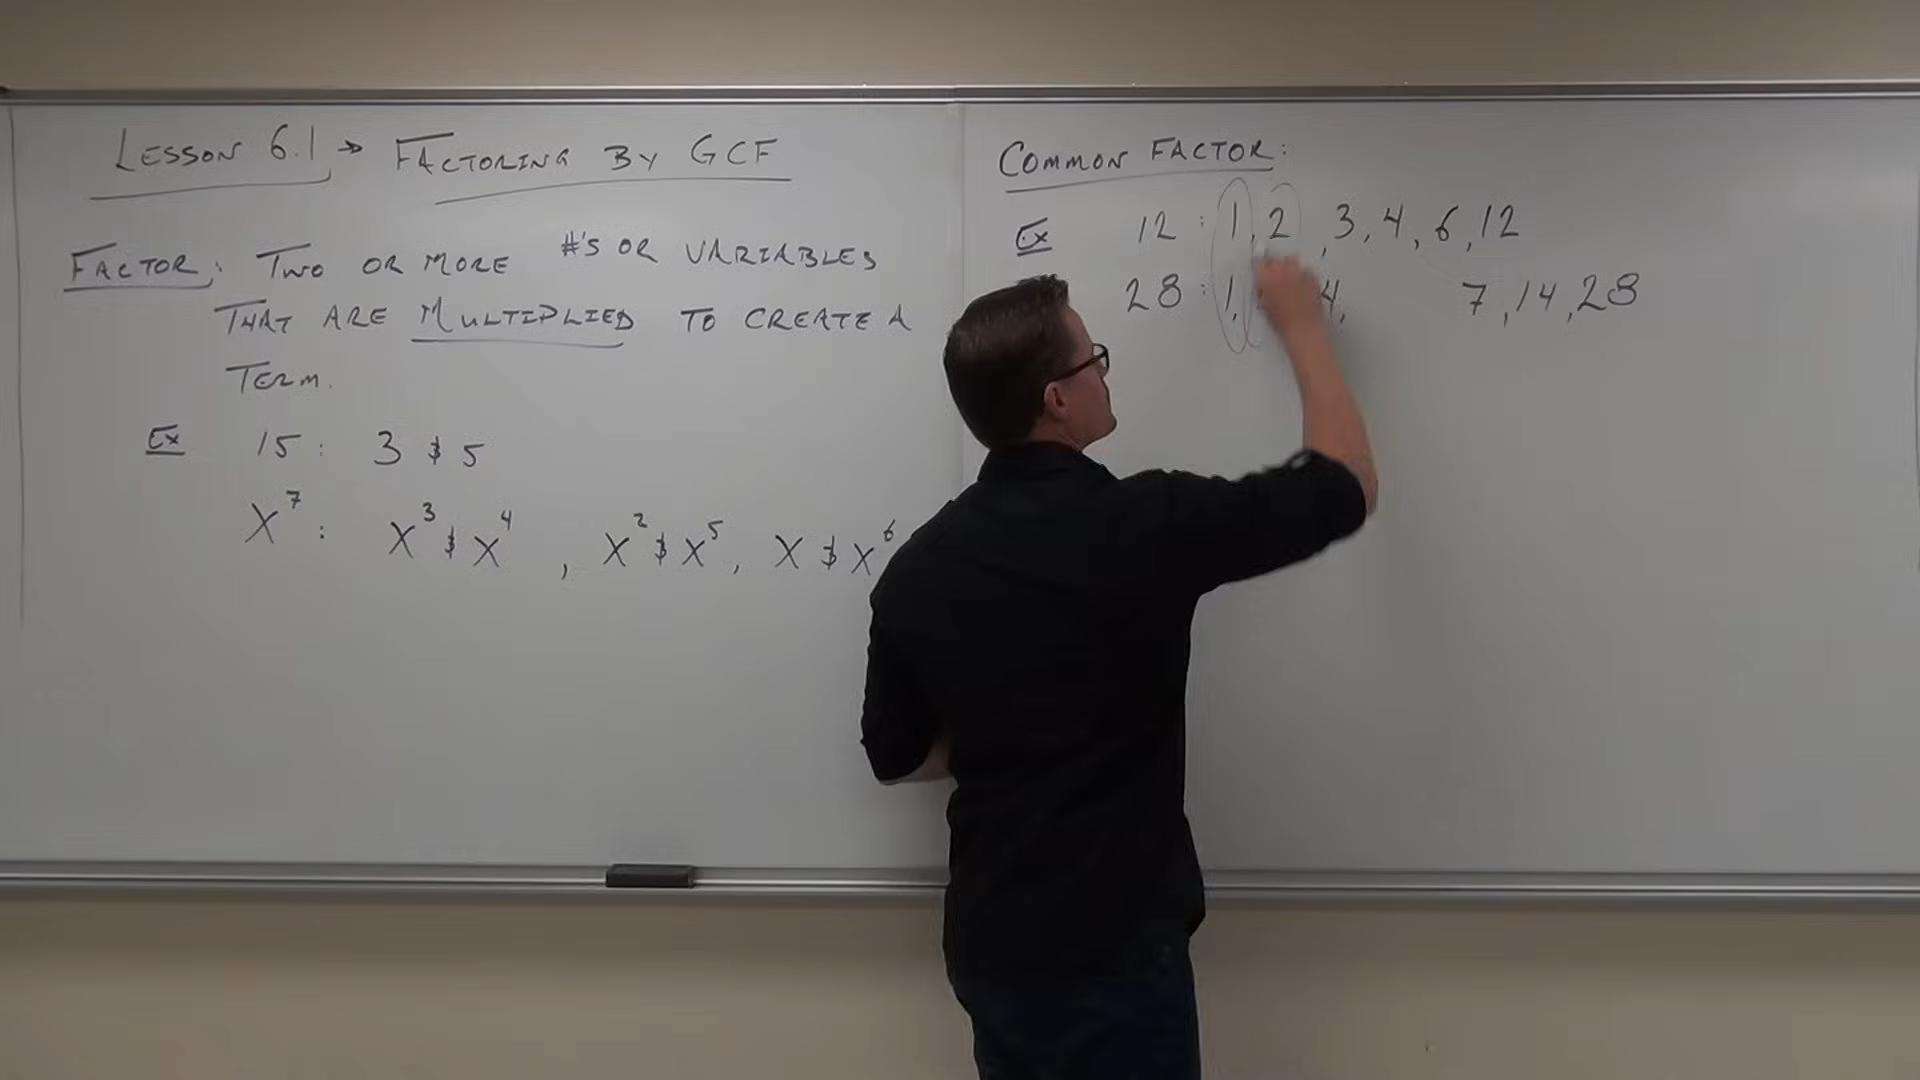 LESSON 6.1 → FACTORING BY GCF
FACTOR: TWO OR MORE #'S OR VARIABLES
THAT ARE MULTIPLIED TO CREATE A
TERM.
Ex 15: 3 & 5
X⁷: X³ & X⁴, X² & X⁵, X & X⁶
COMMON FACTOR:
Ex 12: 1, 2, 3, 4, 6, 12
28: 1, 4, 7, 14, 28